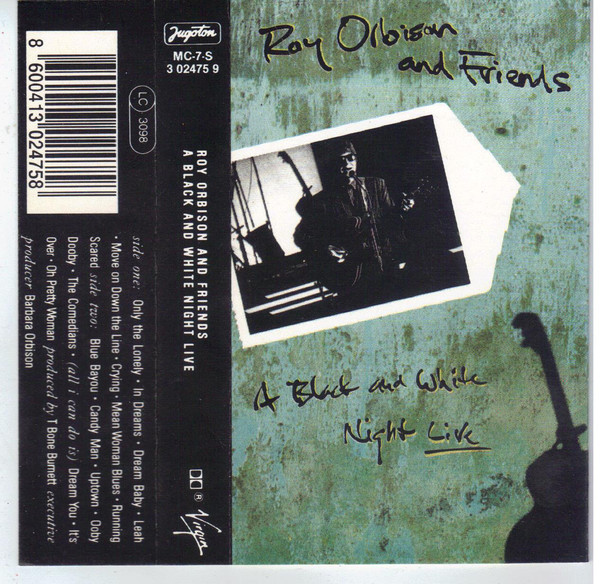 Jugoton
MC-7-S
3 02475 9
8 600413 024758
LC 3098
ROY ORBISON AND FRIENDS
A BLACK AND WHITE NIGHT LIVE
side one: Only the Lonely • In Dreams • Dream Baby • Leah
• Move on Down the Line • Crying • Mean Woman Blues • Running
Scared side two: Blue Bayou • Candy Man • Uptown • Ooby
Dooby • The Comedians • (all i can do is) Dream You • It's
Over • Oh Pretty Woman produced by T Bone Burnett executive
producer Barbara Orbison
R
Virgin
Roy Orbison
and Friends
A Black and White
Night Live